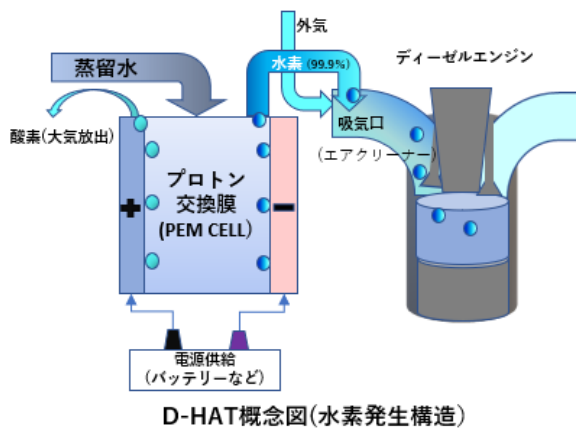 外気
水素 (99.9%)
ディーゼルエンジン
蒸留水
酸素(大気放出)
吸気口
(エアクリーナー)
プロトン
交換膜
(PEM CELL)
+
−
電源供給
(バッテリーなど)
D-HAT概念図(水素発生構造)